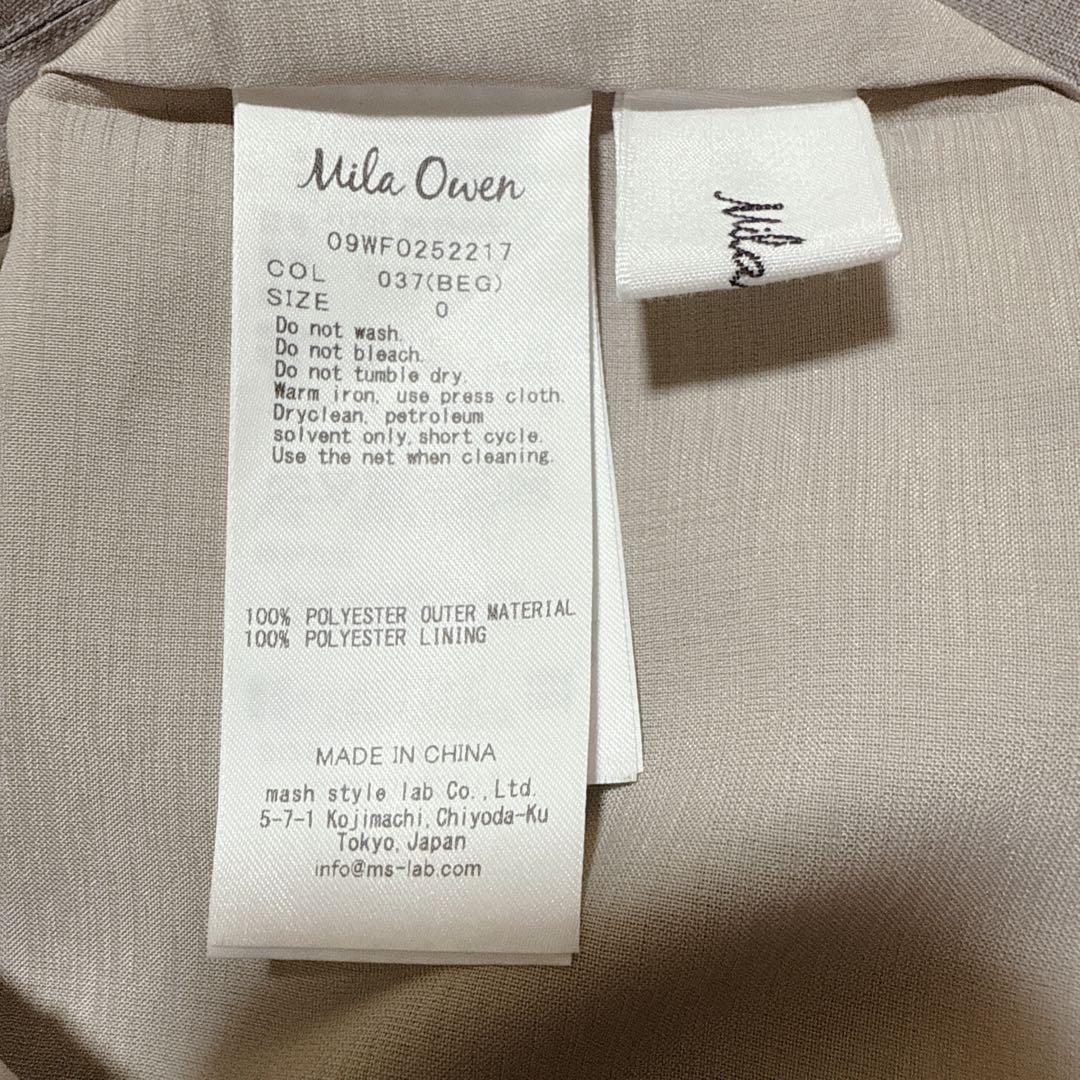 Mila Owen
09WF0252217
COL 037(BEG)
SIZE 0
Do not wash.
Do not bleach.
Do not tumble dry.
Warm iron, use press cloth.
Dryclean, petroleum
solvent only, short cycle.
Use the net when cleaning.
100% POLYESTER OUTER MATERIAL
100% POLYESTER LINING
MADE IN CHINA
mash style lab Co., Ltd.
5-7-1 Kojimachi, Chiyoda-Ku
Tokyo, Japan
info@ms-lab.com
Mila